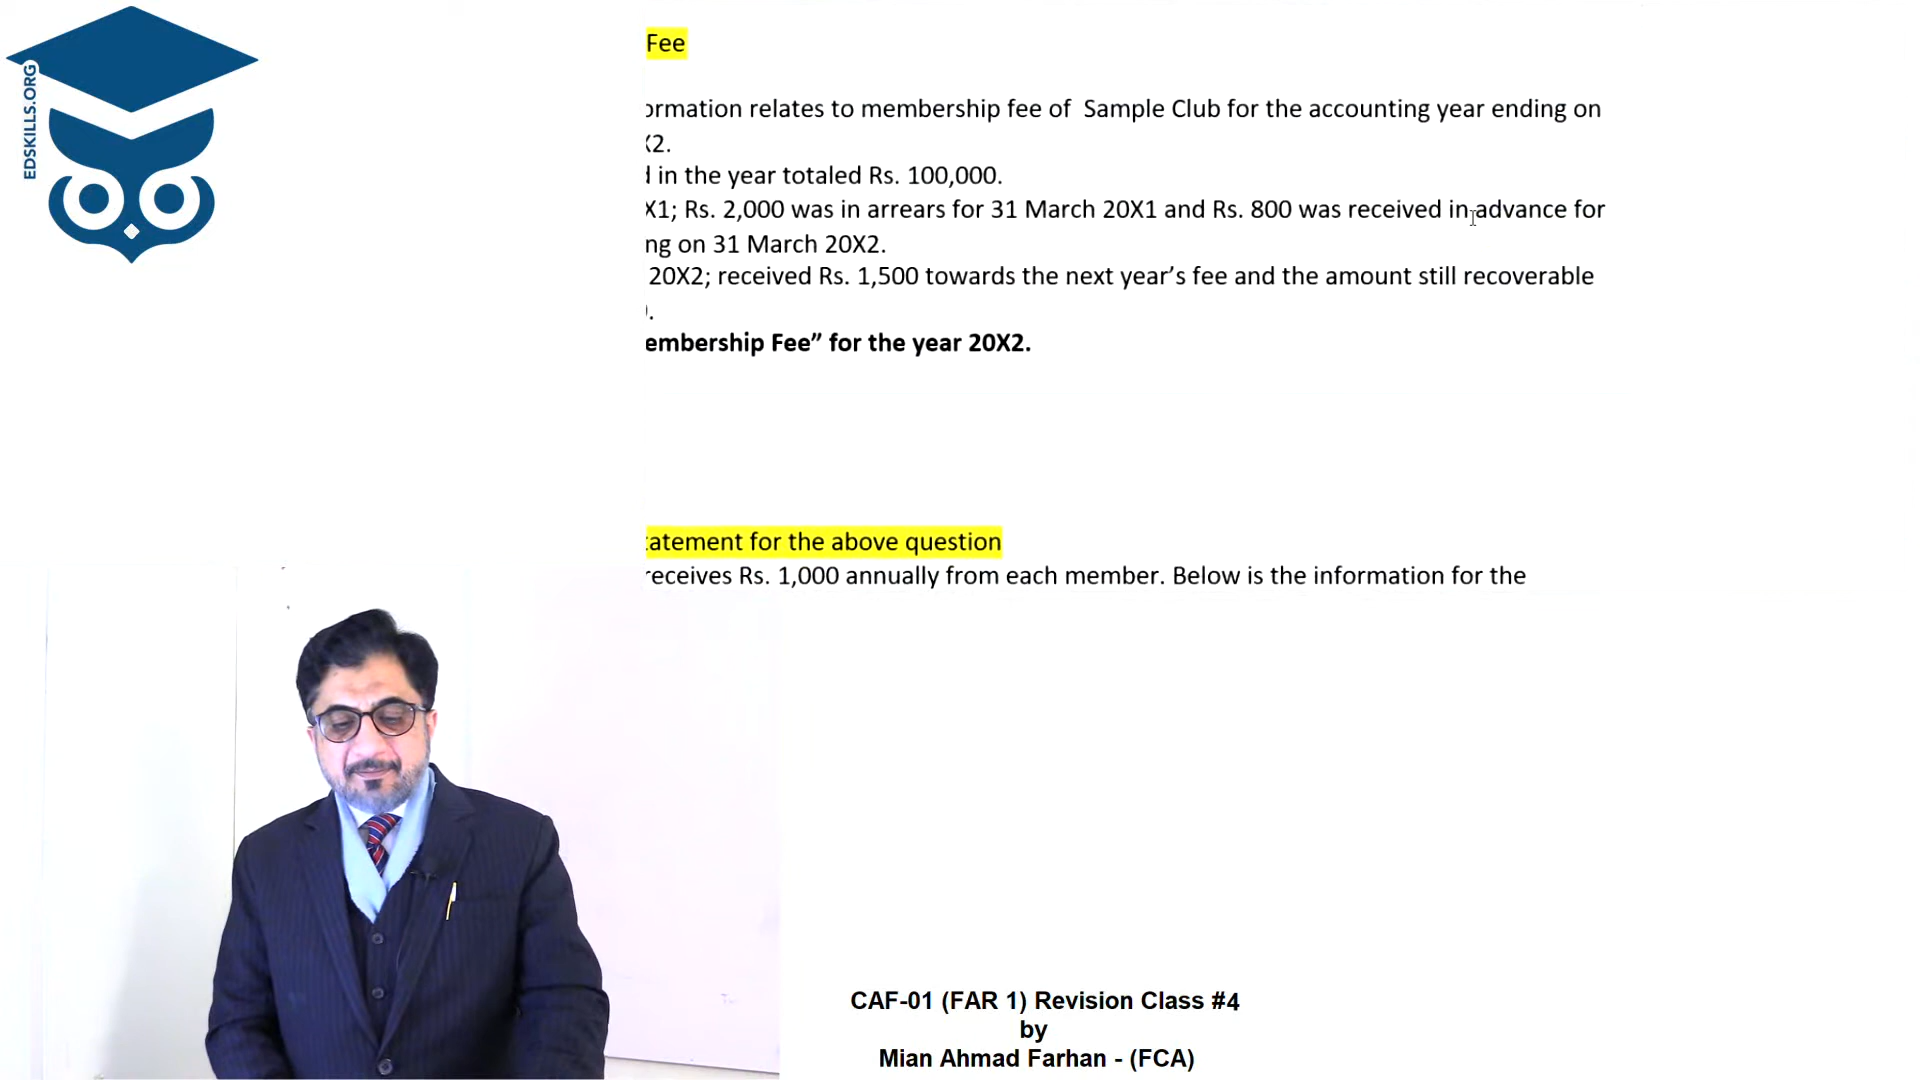 EDSKILLS.ORG
Fee
ormation relates to membership fee of Sample Club for the accounting year ending on
X2.
d in the year totaled Rs. 100,000.
X1; Rs. 2,000 was in arrears for 31 March 20X1 and Rs. 800 was received in advance for
ng on 31 March 20X2.
20X2; received Rs. 1,500 towards the next year’s fee and the amount still recoverable
).
embership Fee” for the year 20X2.
tatement for the above question
receives Rs. 1,000 annually from each member. Below is the information for the
CAF-01 (FAR 1) Revision Class #4
by
Mian Ahmad Farhan - (FCA)